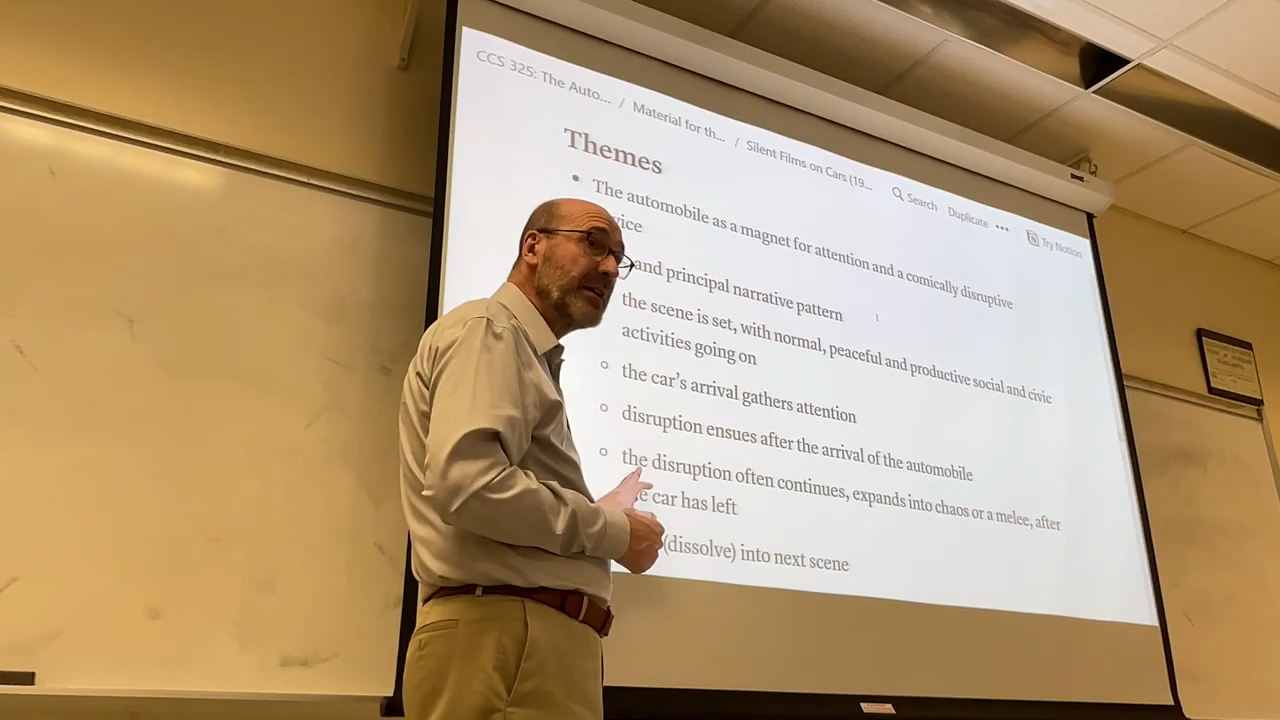 CCS 325: The Auto... / Material for th... / Silent Films on Cars (19... Search Duplicate ••• Try Notion
Themes
• The automobile as a magnet for attention and a comically disruptive
vice
and principal narrative pattern
the scene is set, with normal, peaceful and productive social and civic
activities going on
○ the car's arrival gathers attention
○ disruption ensues after the arrival of the automobile
○ the disruption often continues, expands into chaos or a melee, after
car has left
(dissolve) into next scene